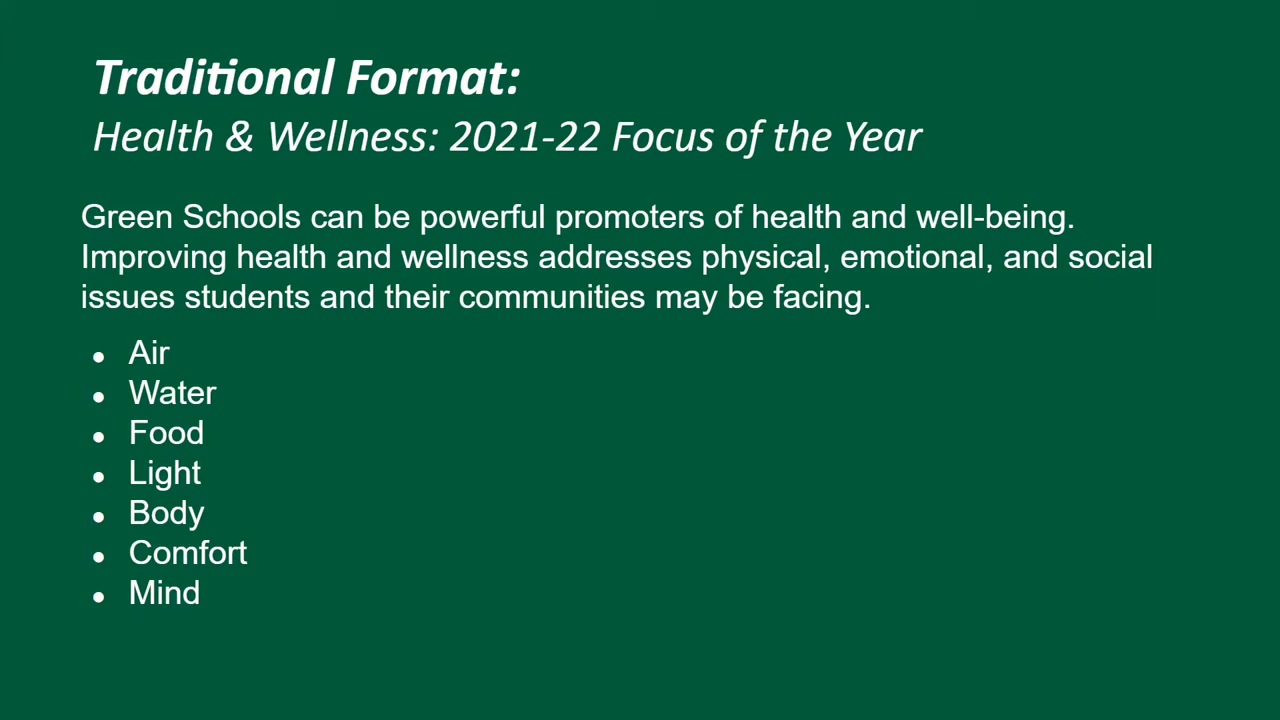 Traditional Format:
Health & Wellness: 2021-22 Focus of the Year
Green Schools can be powerful promoters of health and well-being.
Improving health and wellness addresses physical, emotional, and social
issues students and their communities may be facing.
● Air
● Water
● Food
● Light
● Body
● Comfort
● Mind